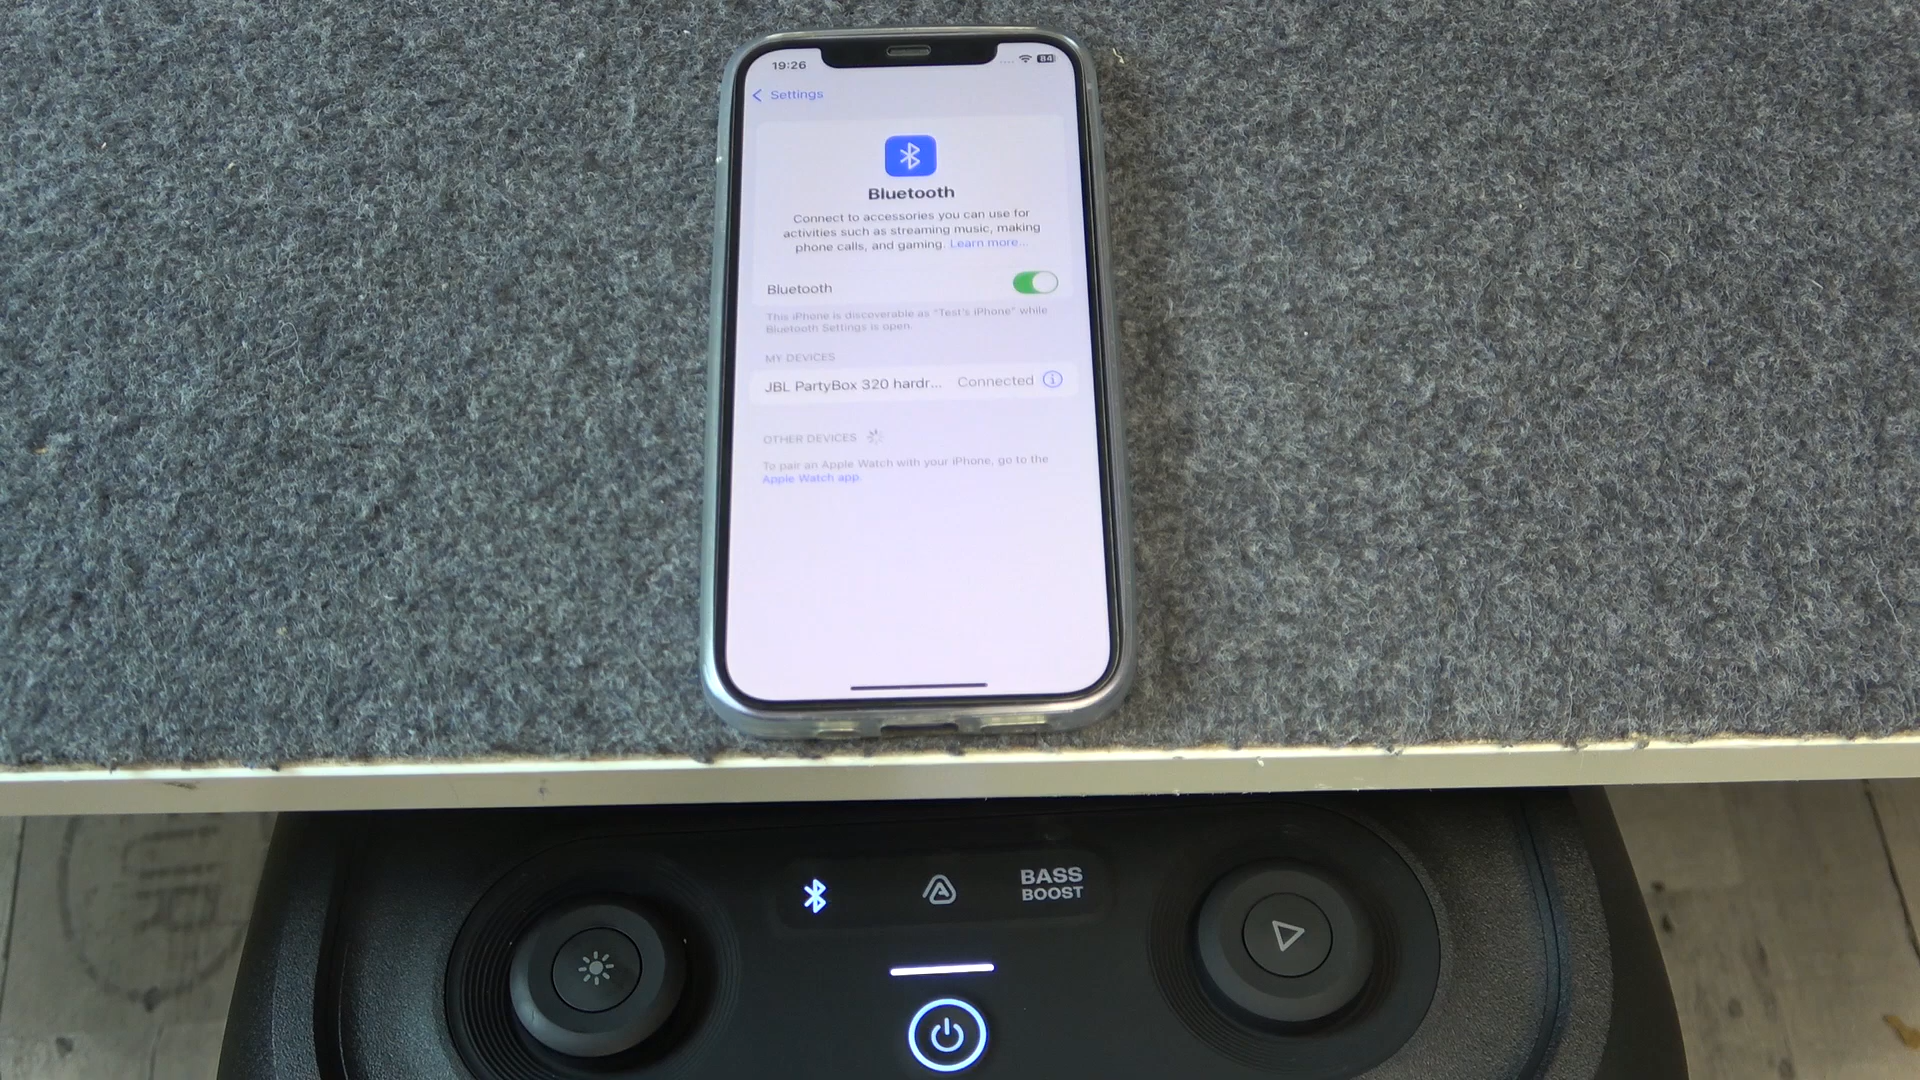 19:26
84
Settings
Bluetooth
Connect to accessories you can use for
activities such as streaming music, making
phone calls, and gaming. Learn more...
Bluetooth
This iPhone is discoverable as "Test's iPhone" while
Bluetooth Settings is open.
MY DEVICES
JBL PartyBox 320 hardr... Connected
OTHER DEVICES
To pair an Apple Watch with your iPhone, go to the
Apple Watch app.
BASS
BOOST